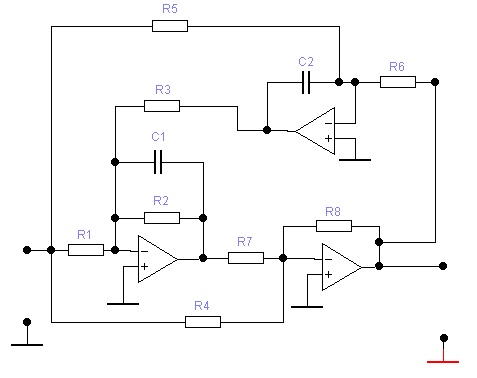 R5
C2
R6
R3
−
+
C1
R2
R8
R1
R7
−
+
−
+
R4